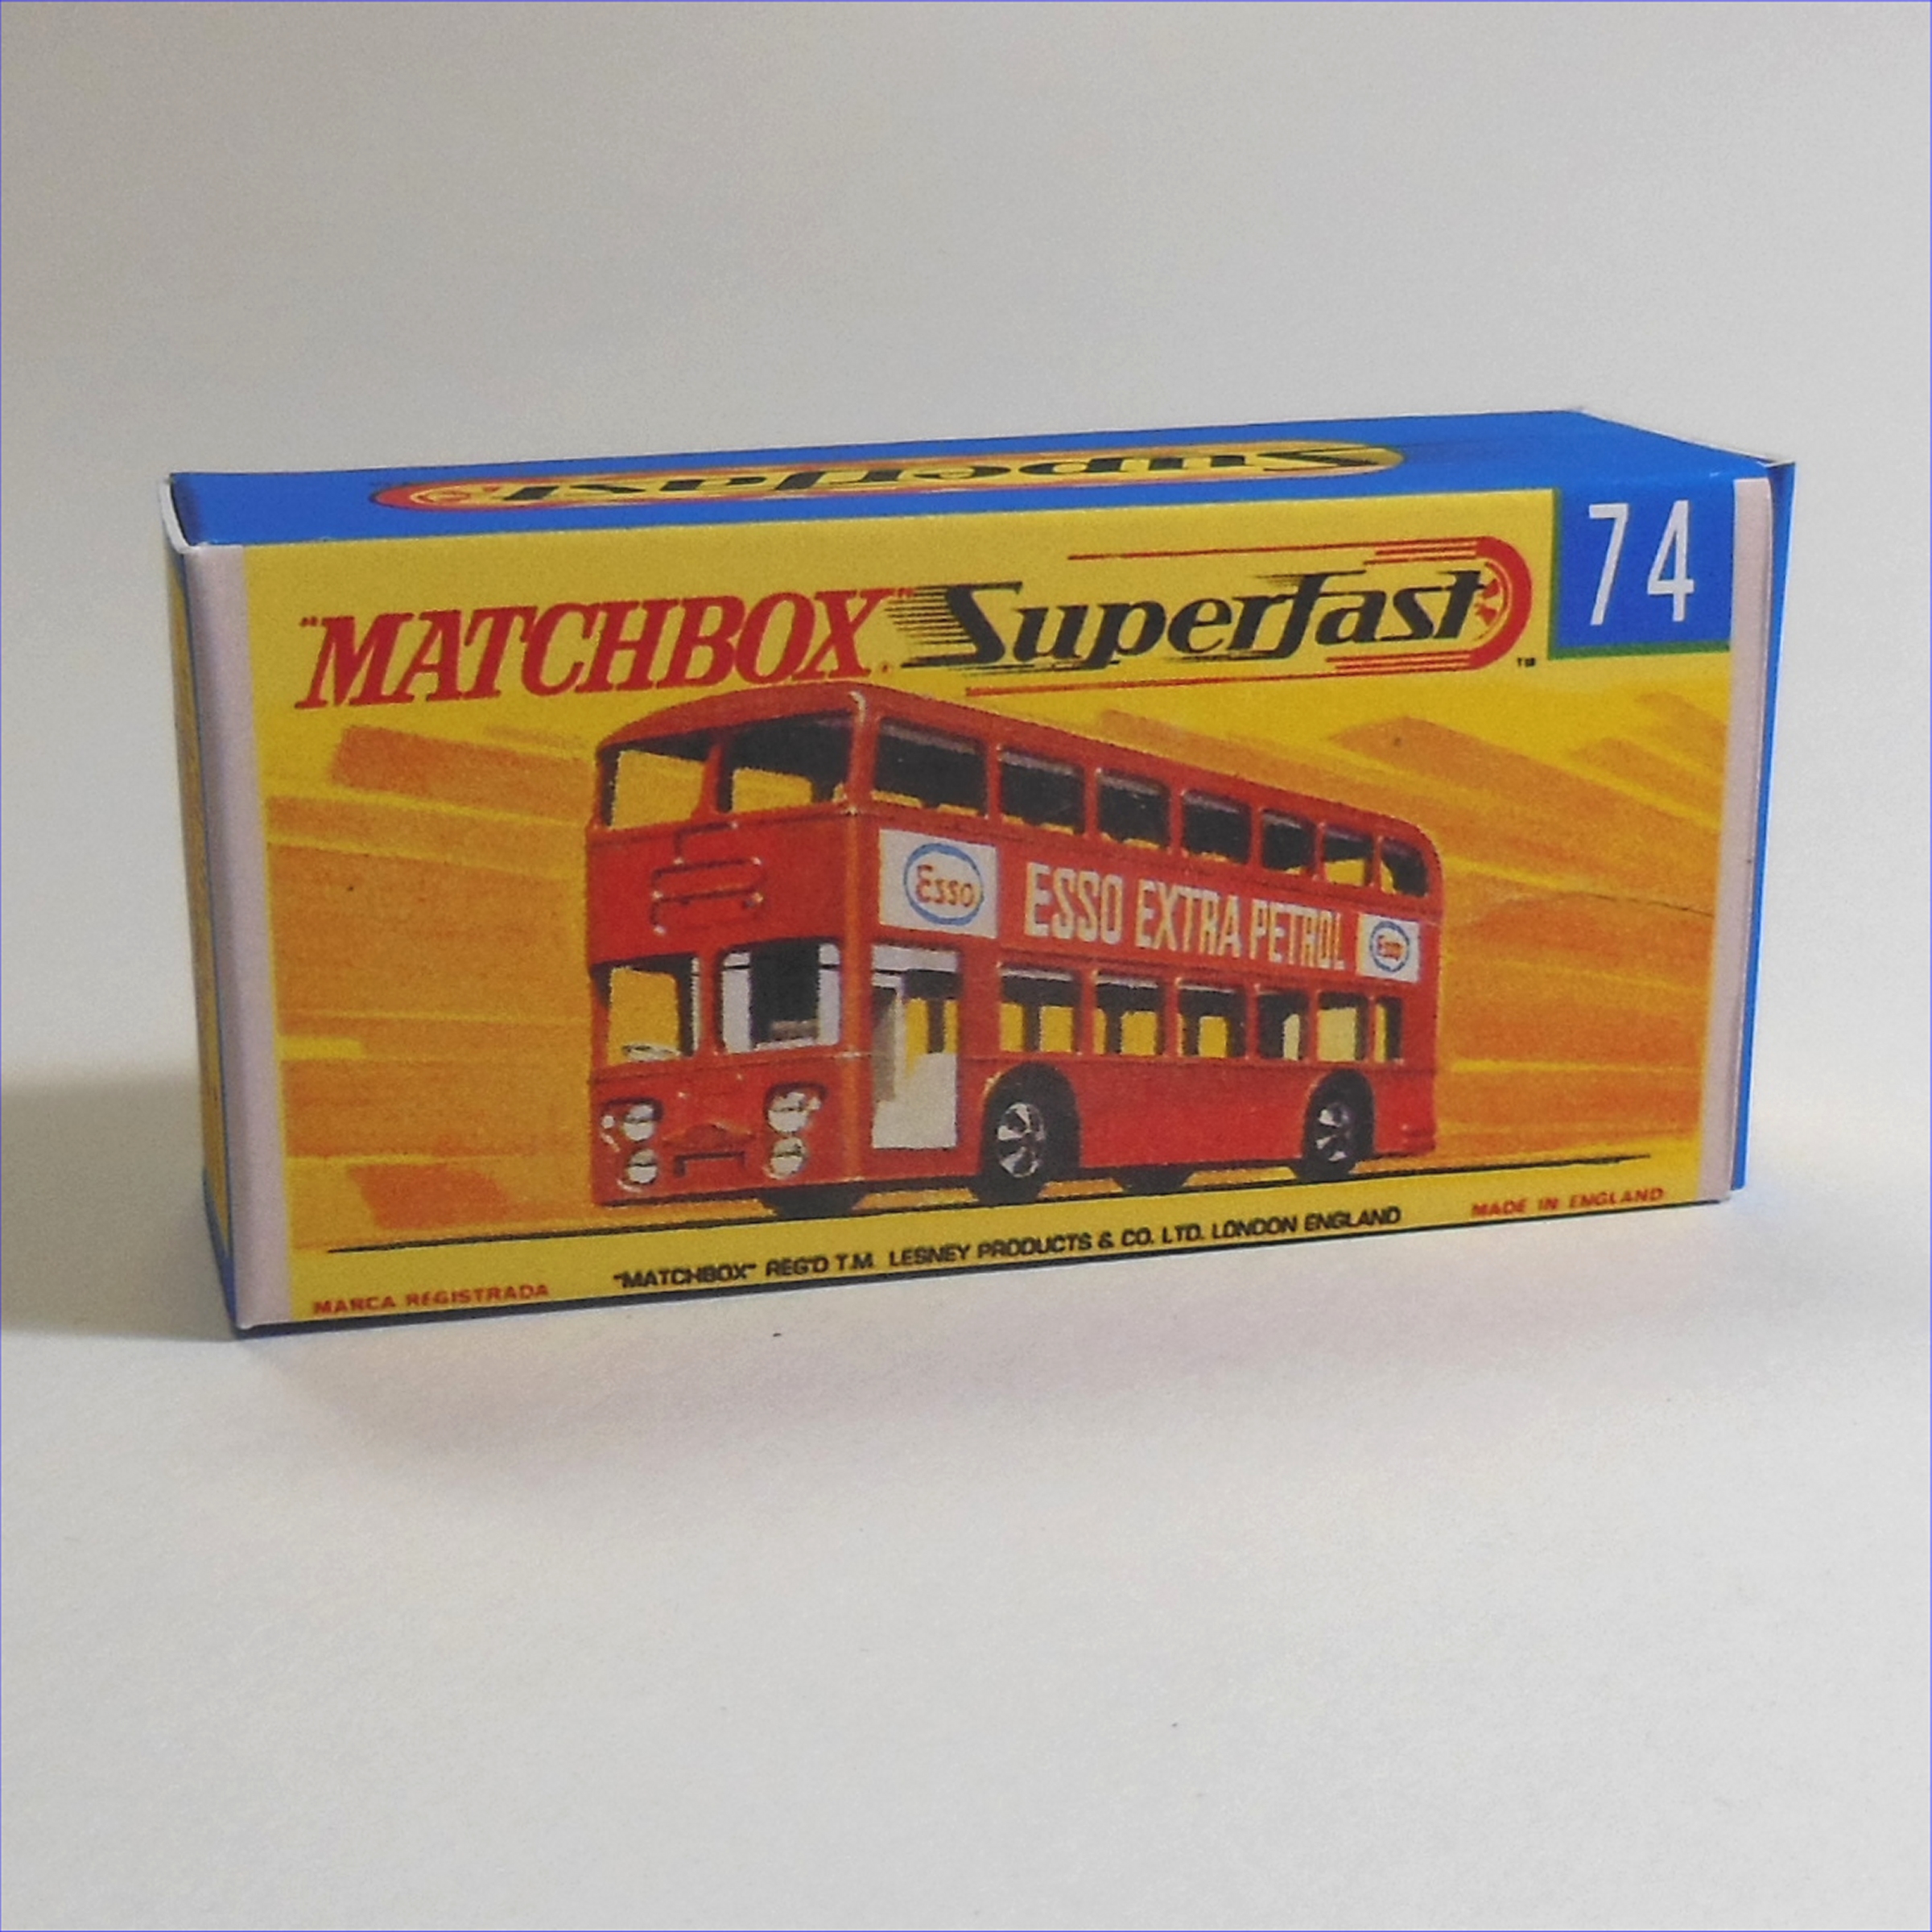 Superfast
"MATCHBOX" Superfast TM
74
Esso ESSO EXTRA PETROL Esso
MADE IN ENGLAND
"MATCHBOX" REG'D T.M. LESNEY PRODUCTS & CO. LTD. LONDON ENGLAND
MARCA REGISTRADA